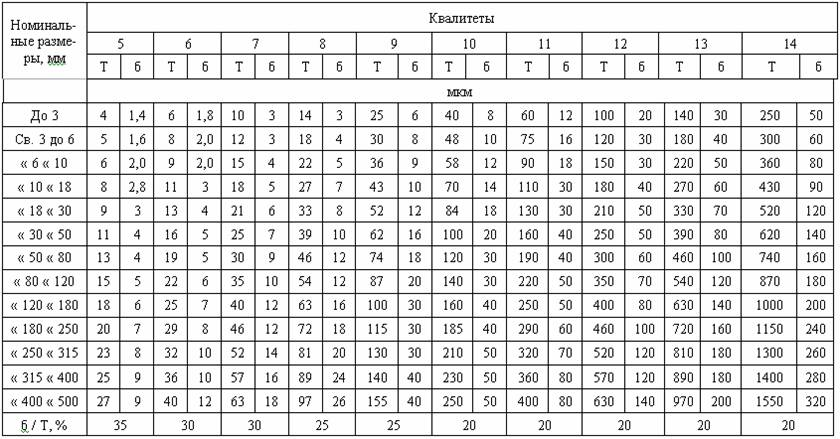 Номиналь-
ные разме-
ры, мм
Квалитеты
5 6 7 8 9 10 11 12 13 14
Т б Т б Т б Т б Т б Т б Т б Т б Т б Т б
мкм
До 3 4 1,4 6 1,8 10 3 14 3 25 6 40 8 60 12 100 20 140 30 250 50
Св. 3 до 6 5 1,6 8 2,0 12 3 18 4 30 8 48 10 75 16 120 30 180 40 300 60
« 6 « 10 6 2,0 9 2,0 15 4 22 5 36 9 58 12 90 18 150 30 220 50 360 80
« 10 « 18 8 2,8 11 3 18 5 27 7 43 10 70 14 110 30 180 40 270 60 430 90
« 18 « 30 9 3 13 4 21 6 33 8 52 12 84 18 130 30 210 50 330 70 520 120
« 30 « 50 11 4 16 5 25 7 39 10 62 16 100 20 160 40 250 50 390 80 620 140
« 50 « 80 13 4 19 5 30 9 46 12 74 18 120 30 190 40 300 60 460 100 740 160
« 80 « 120 15 5 22 6 35 10 54 12 87 20 140 30 220 50 350 70 540 120 870 180
« 120 « 180 18 6 25 7 40 12 63 16 100 30 160 40 250 50 400 80 630 140 1000 200
« 180 « 250 20 7 29 8 46 12 72 18 115 30 185 40 290 60 460 100 720 160 1150 240
« 250 « 315 23 8 32 10 52 14 81 20 130 30 210 50 320 70 520 120 810 180 1300 260
« 315 « 400 25 9 36 10 57 16 89 24 140 40 230 50 360 80 570 120 890 180 1400 280
« 400 « 500 27 9 40 12 63 18 97 26 155 40 250 50 400 80 630 140 970 200 1550 320
б / Т, % 35 30 30 25 25 20 20 20 20 20